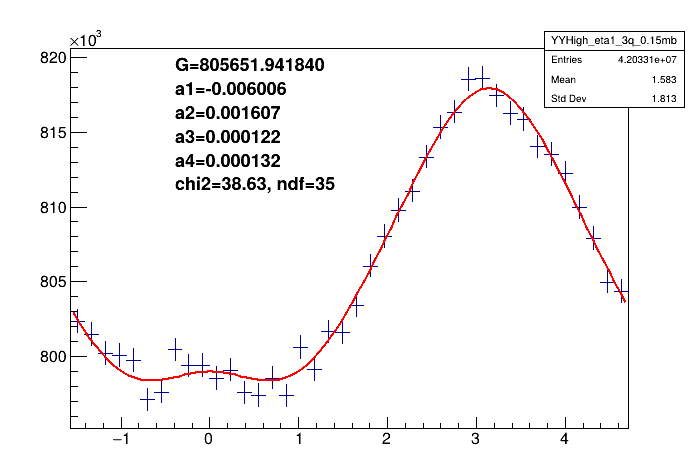 YYHigh_eta1_3q_0.15mb
Entries 4.20331e+07
Mean 1.583
Std Dev 1.813
×10³
G=805651.941840
a1=-0.006006
a2=0.001607
a3=0.000122
a4=0.000132
chi2=38.63, ndf=35
820
815
810
805
800
−1 0 1 2 3 4